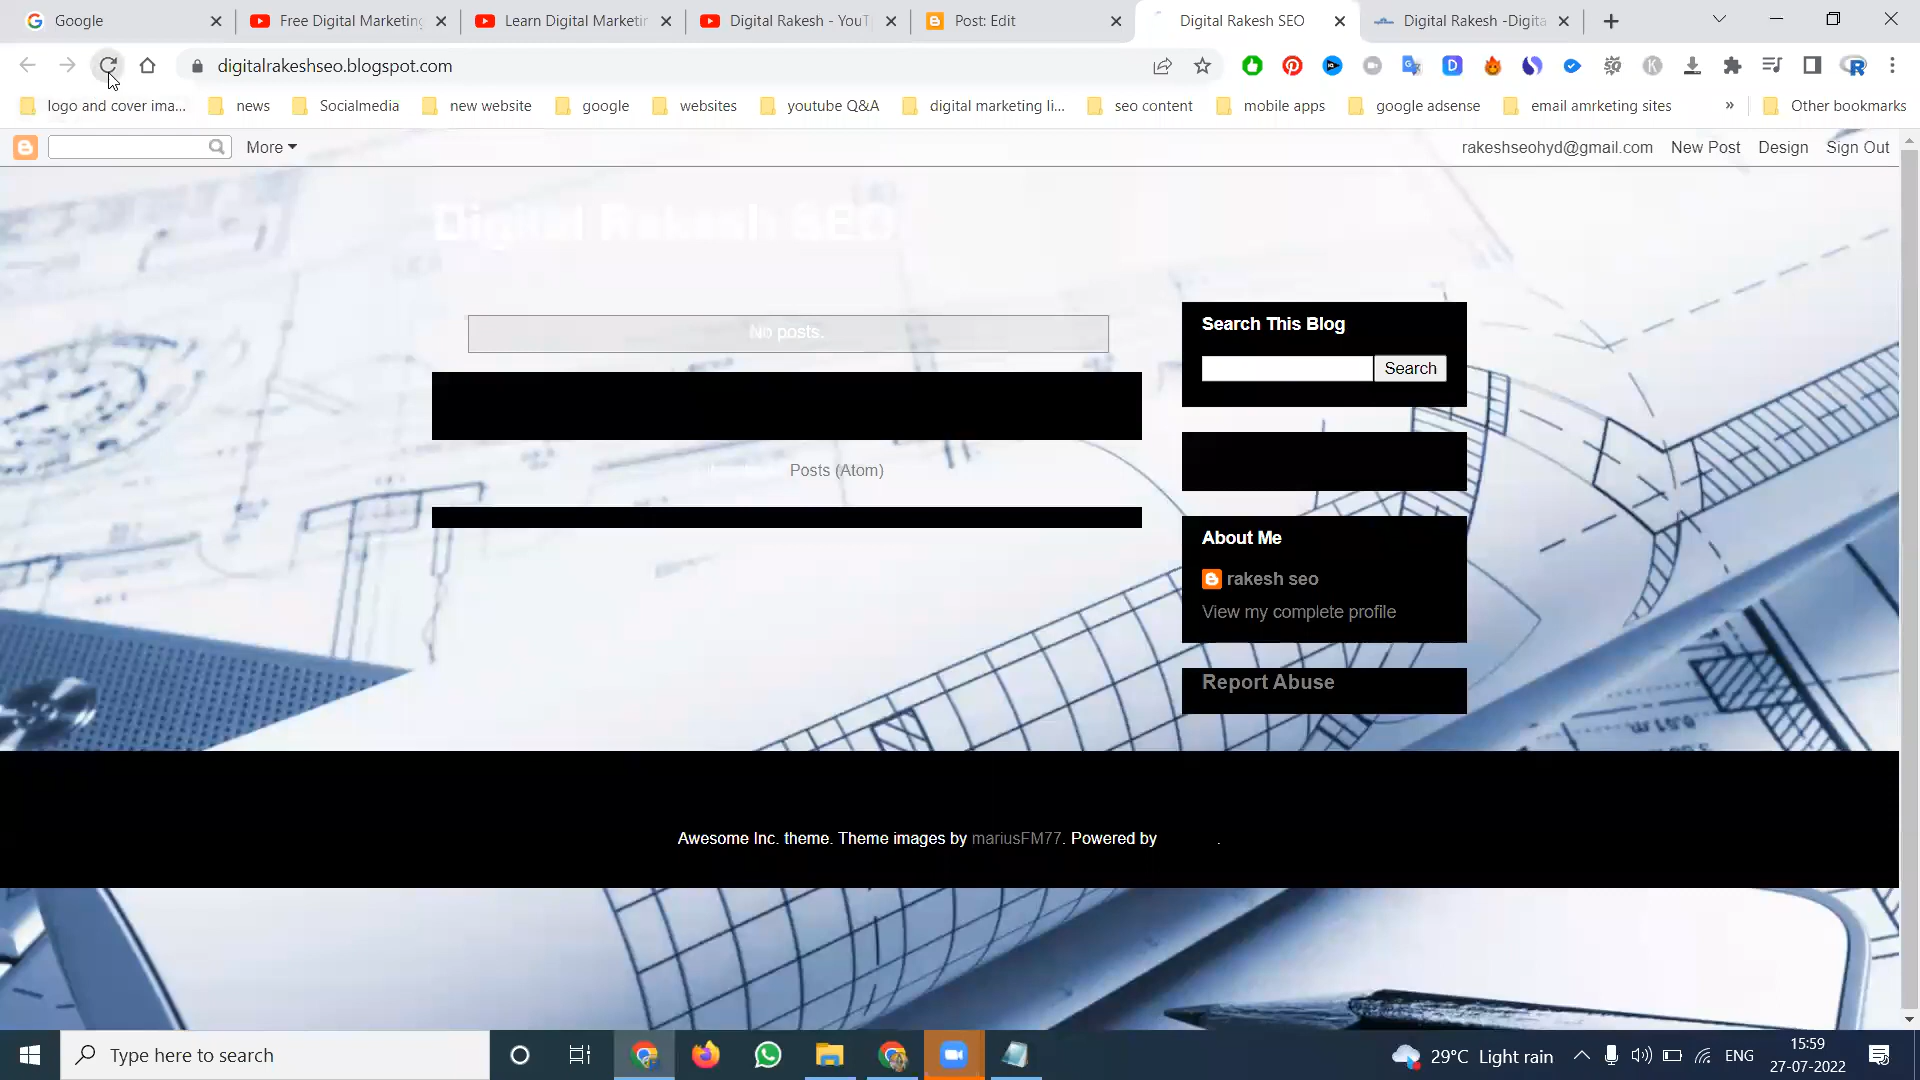 Google
Free Digital Marketing
Learn Digital Marketin
Digital Rakesh - YouT
Post: Edit
Digital Rakesh SEO
Digital Rakesh -Digita
digitalrakeshseo.blogspot.com
logo and cover ima...
news
Socialmedia
new website
google
websites
youtube Q&A
digital marketing li...
seo content
mobile apps
google adsense
email amrketing sites
»
Other bookmarks
More
rakeshseohyd@gmail.com
New Post
Design
Sign Out
Digital Rakesh SEO
No posts.
Posts (Atom)
Search This Blog
Search
About Me
rakesh seo
View my complete profile
Report Abuse
Awesome Inc. theme. Theme images by mariusFM77. Powered by .
Type here to search
29°C Light rain
ENG
15:59
27-07-2022